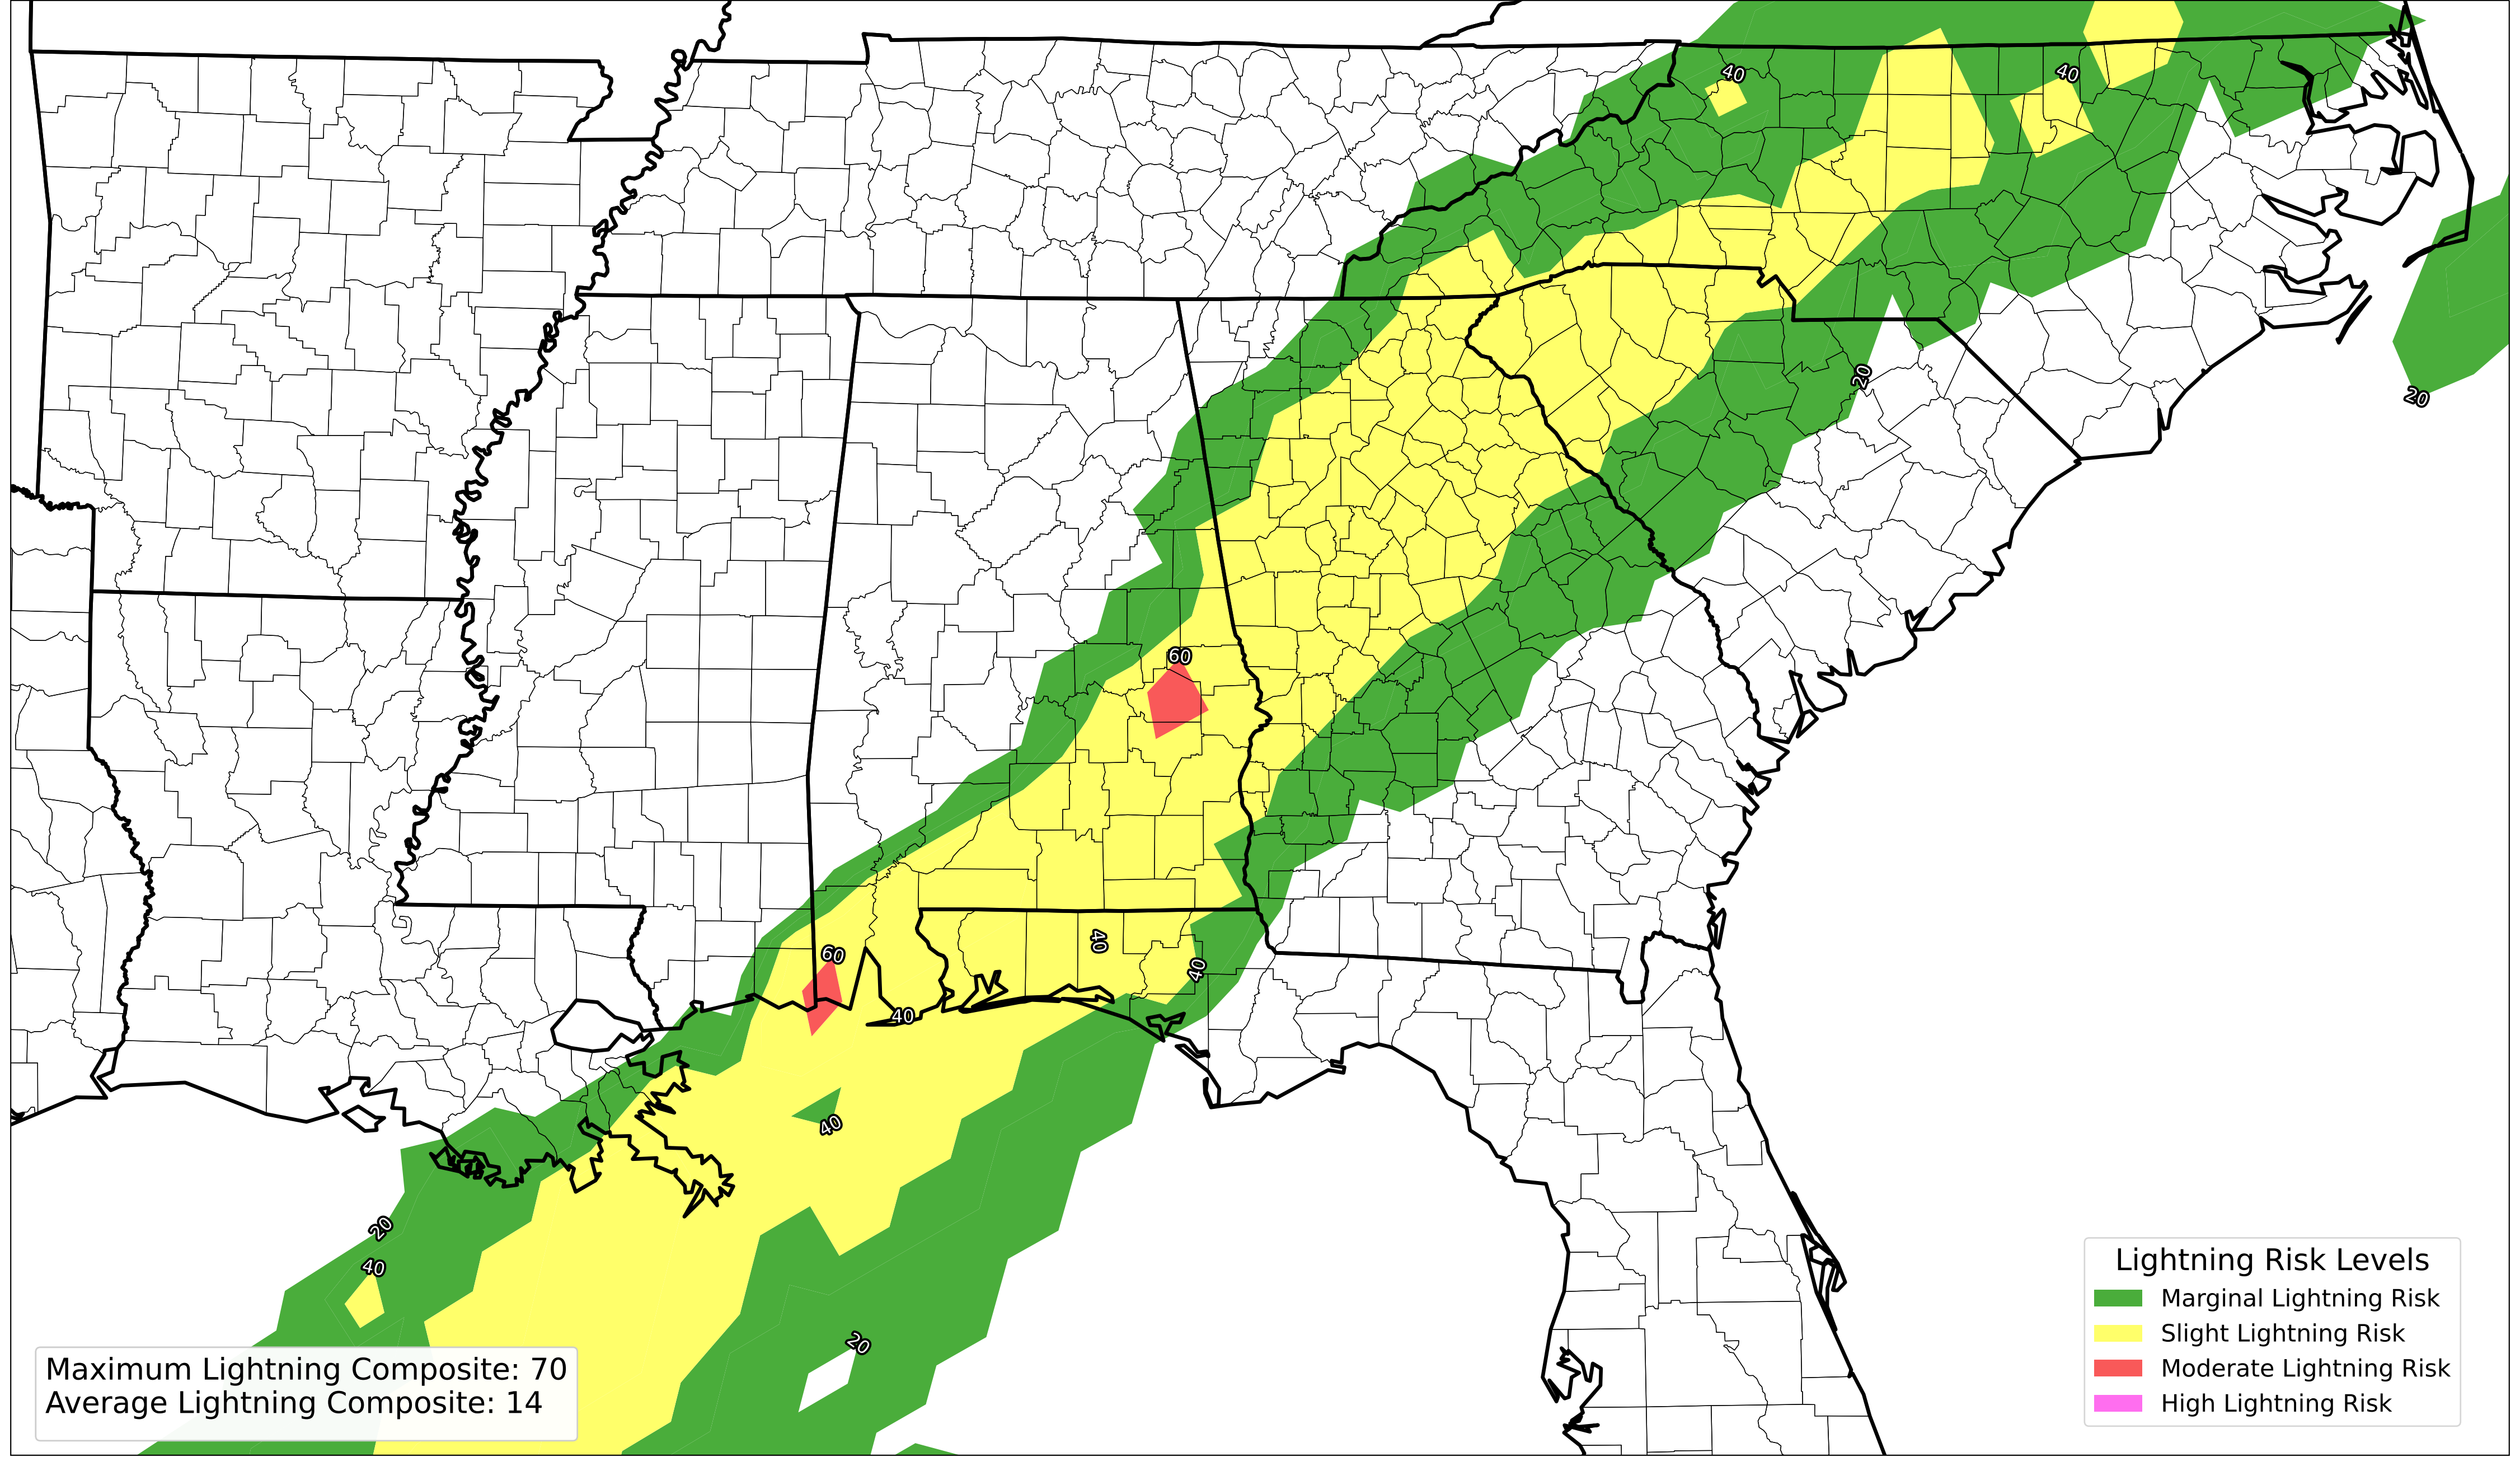 40
40
20
20
60
40
60
40
40
40
20
40
20
Lightning Risk Levels
Marginal Lightning Risk
Slight Lightning Risk
Moderate Lightning Risk
High Lightning Risk
Maximum Lightning Composite: 70
Average Lightning Composite: 14